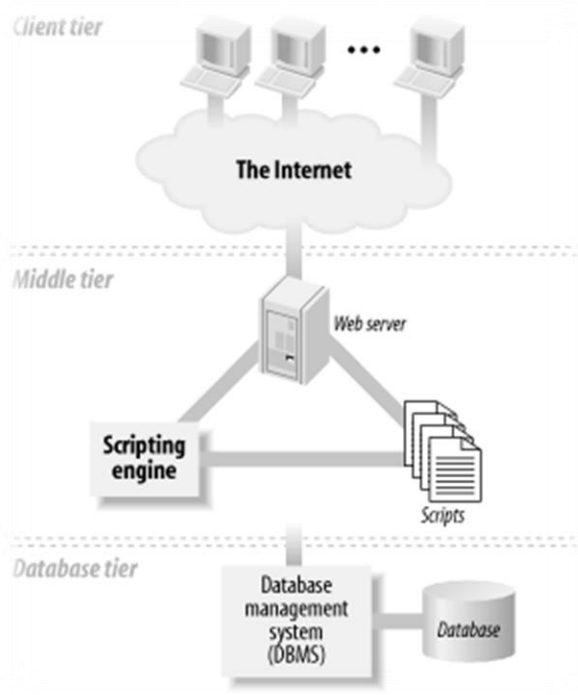 Client tier
The Internet
Middle tier
Web server
Scripting
engine
Scripts
Database tier
Database
management
system
(DBMS)
Database